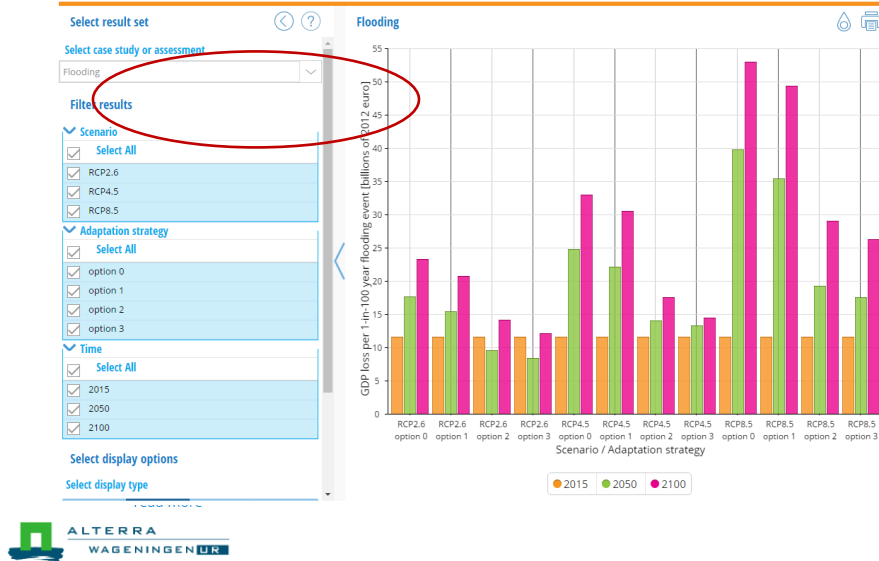 Select result set
Select case study or assessment
Flooding
Filter results
Scenario
Select All
RCP2.6
RCP4.5
RCP8.5
Adaptation strategy
Select All
option 0
option 1
option 2
option 3
Time
Select All
2015
2050
2100
Select display options
Select display type
read more
Flooding
GDP loss per 1-in-100 year flooding event [billions of 2012 euro]
55
50
45
40
35
30
25
20
15
10
5
0
RCP2.6 RCP2.6 RCP2.6 RCP2.6 RCP4.5 RCP4.5 RCP4.5 RCP4.5 RCP8.5 RCP8.5 RCP8.5 RCP8.5
option 0 option 1 option 2 option 3 option 0 option 1 option 2 option 3 option 0 option 1 option 2 option 3
Scenario / Adaptation strategy
2015 2050 2100
ALTERRA
WAGENINGEN UR